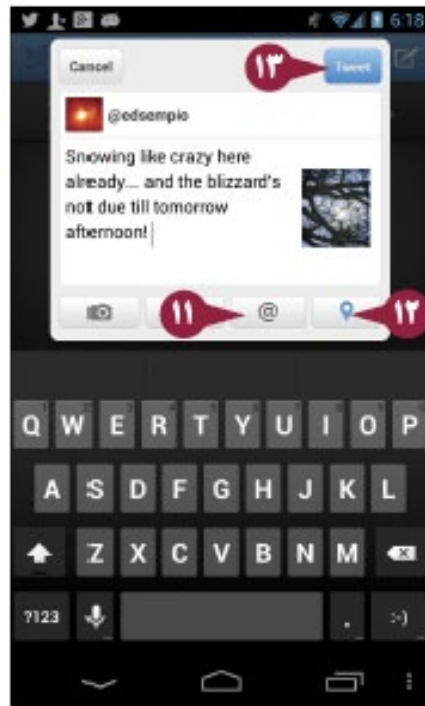 6:18
Cancel
١٣
Tweet
@edsempio
Snowing like crazy here
already... and the blizzard's
not due till tomorrow
afternoon!
١١
@
١٢
Q W E R T Y U I O P
A S D F G H J K L
Z X C V B N M
?123
.
:-)